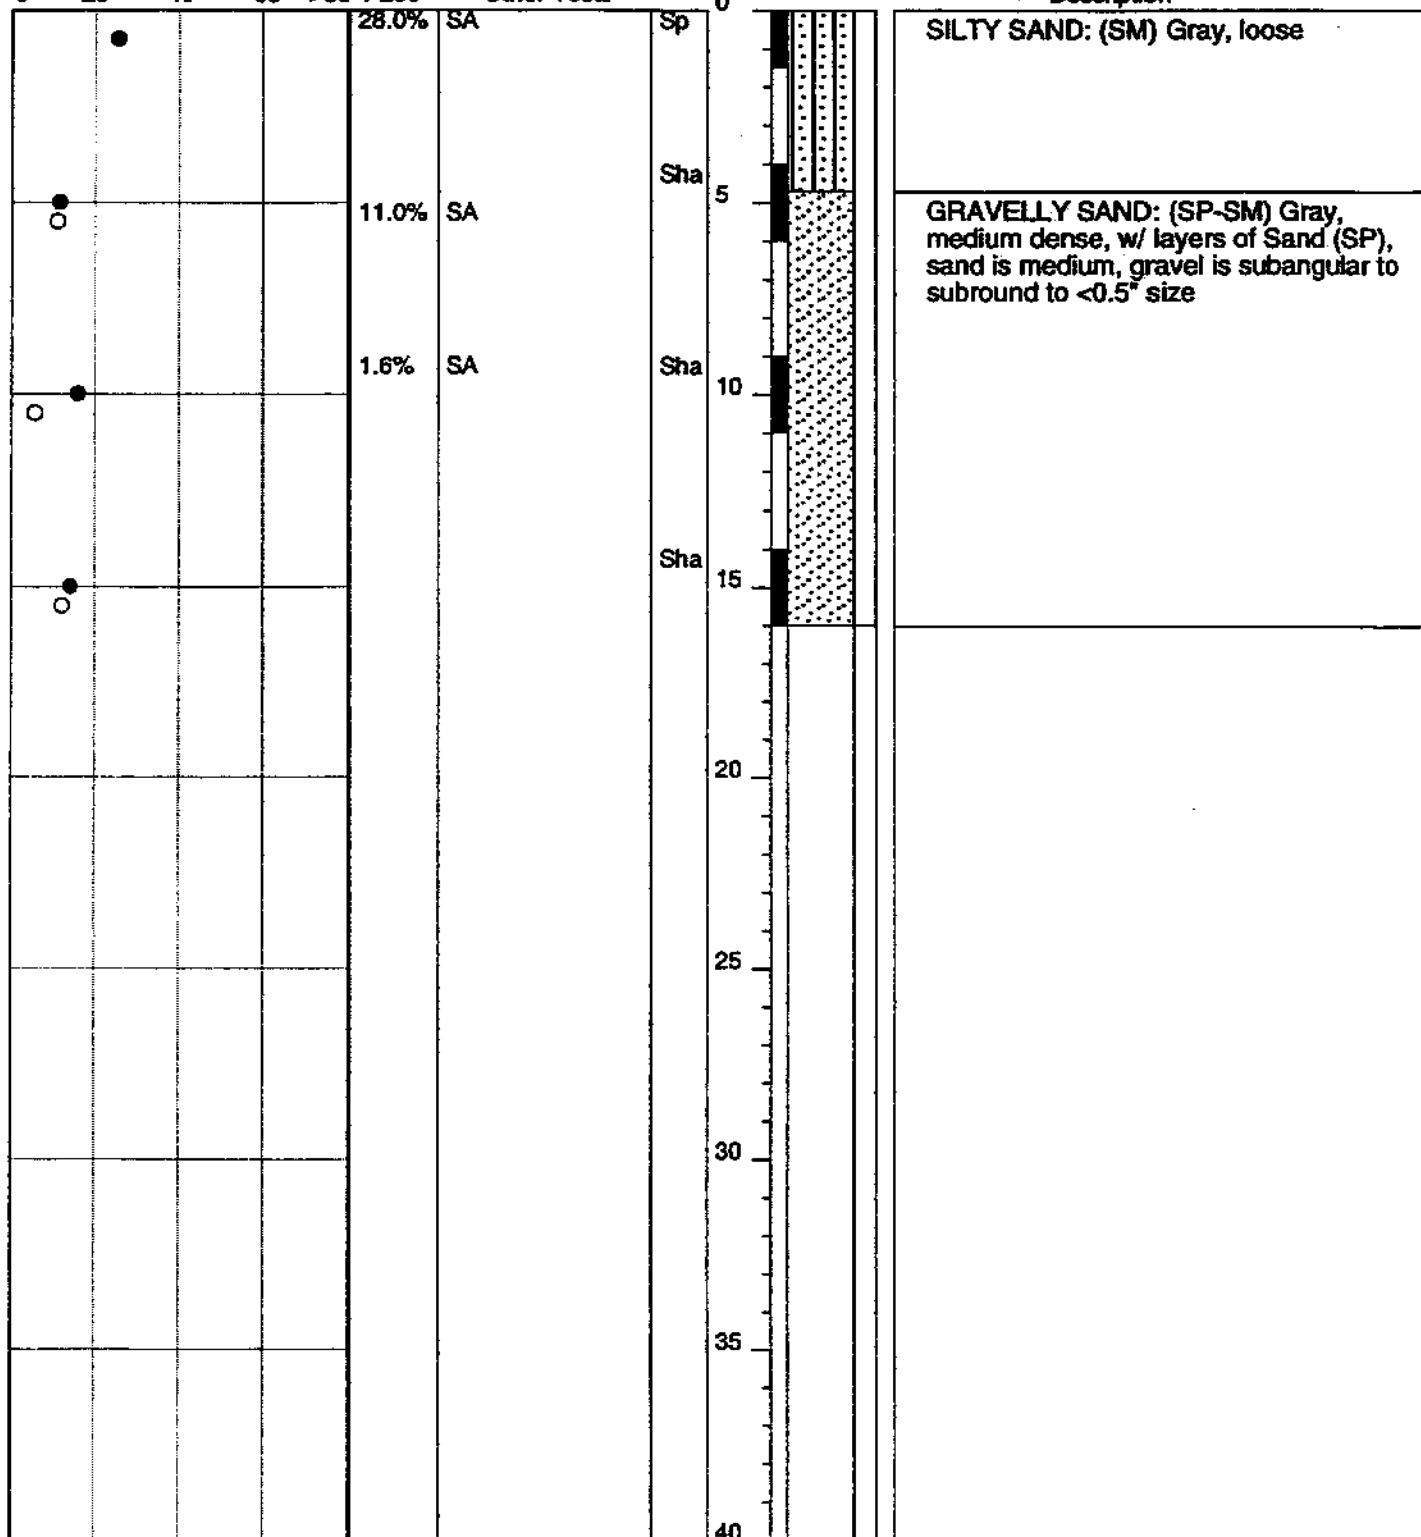 28.0% SA Sp 0
SILTY SAND: (SM) Gray, loose
Sha 5
11.0% SA
GRAVELLY SAND: (SP-SM) Gray,
medium dense, w/ layers of Sand (SP),
sand is medium, gravel is subangular to
subround to <0.5" size
1.6% SA Sha 10
Sha 15
20
25
30
35
40